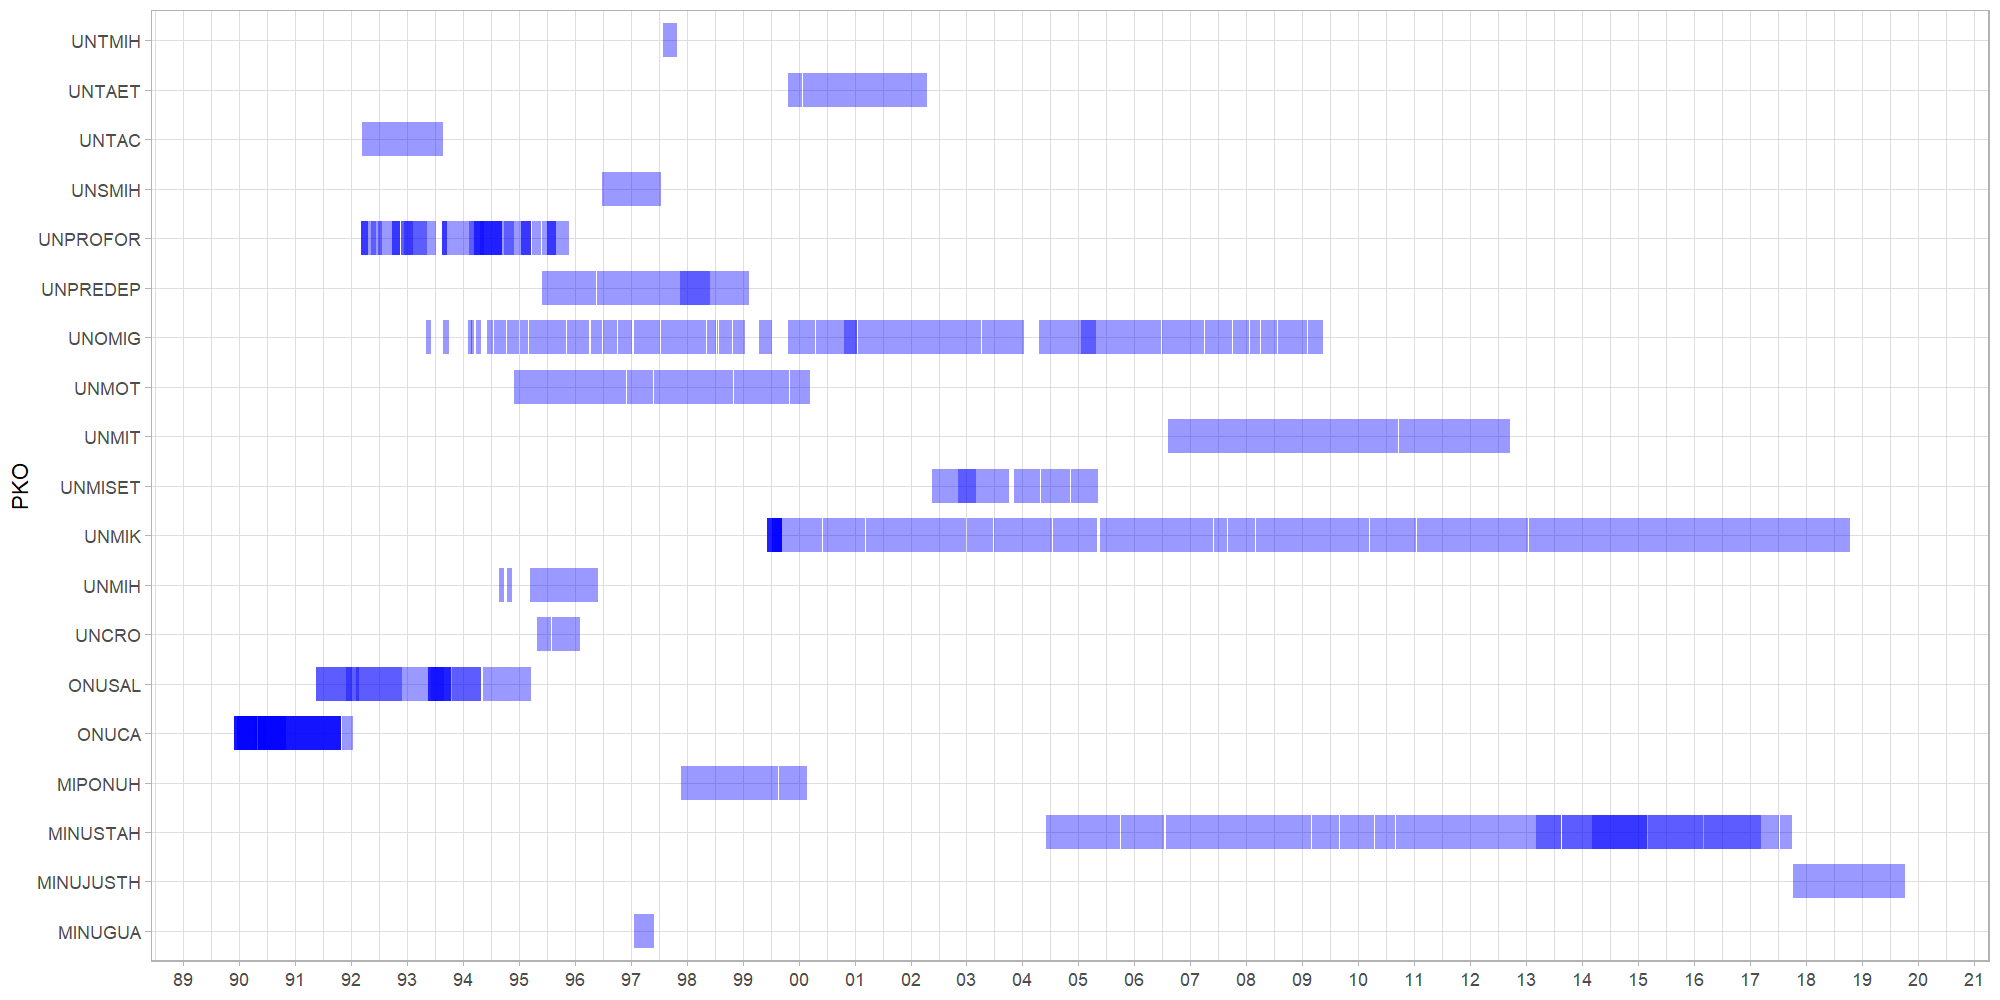 UNTMIH
UNTAET
UNTAC
UNSMIH
UNPROFOR
UNPREDEP
UNOMIG
UNMOT
UNMIT
UNMISET
UNMIK
UNMIH
UNCRO
ONUSAL
ONUCA
MIPONUH
MINUSTAH
MINUJUSTH
MINUGUA
PKO
89 90 91 92 93 94 95 96 97 98 99 00 01 02 03 04 05 06 07 08 09 10 11 12 13 14 15 16 17 18 19 20 21